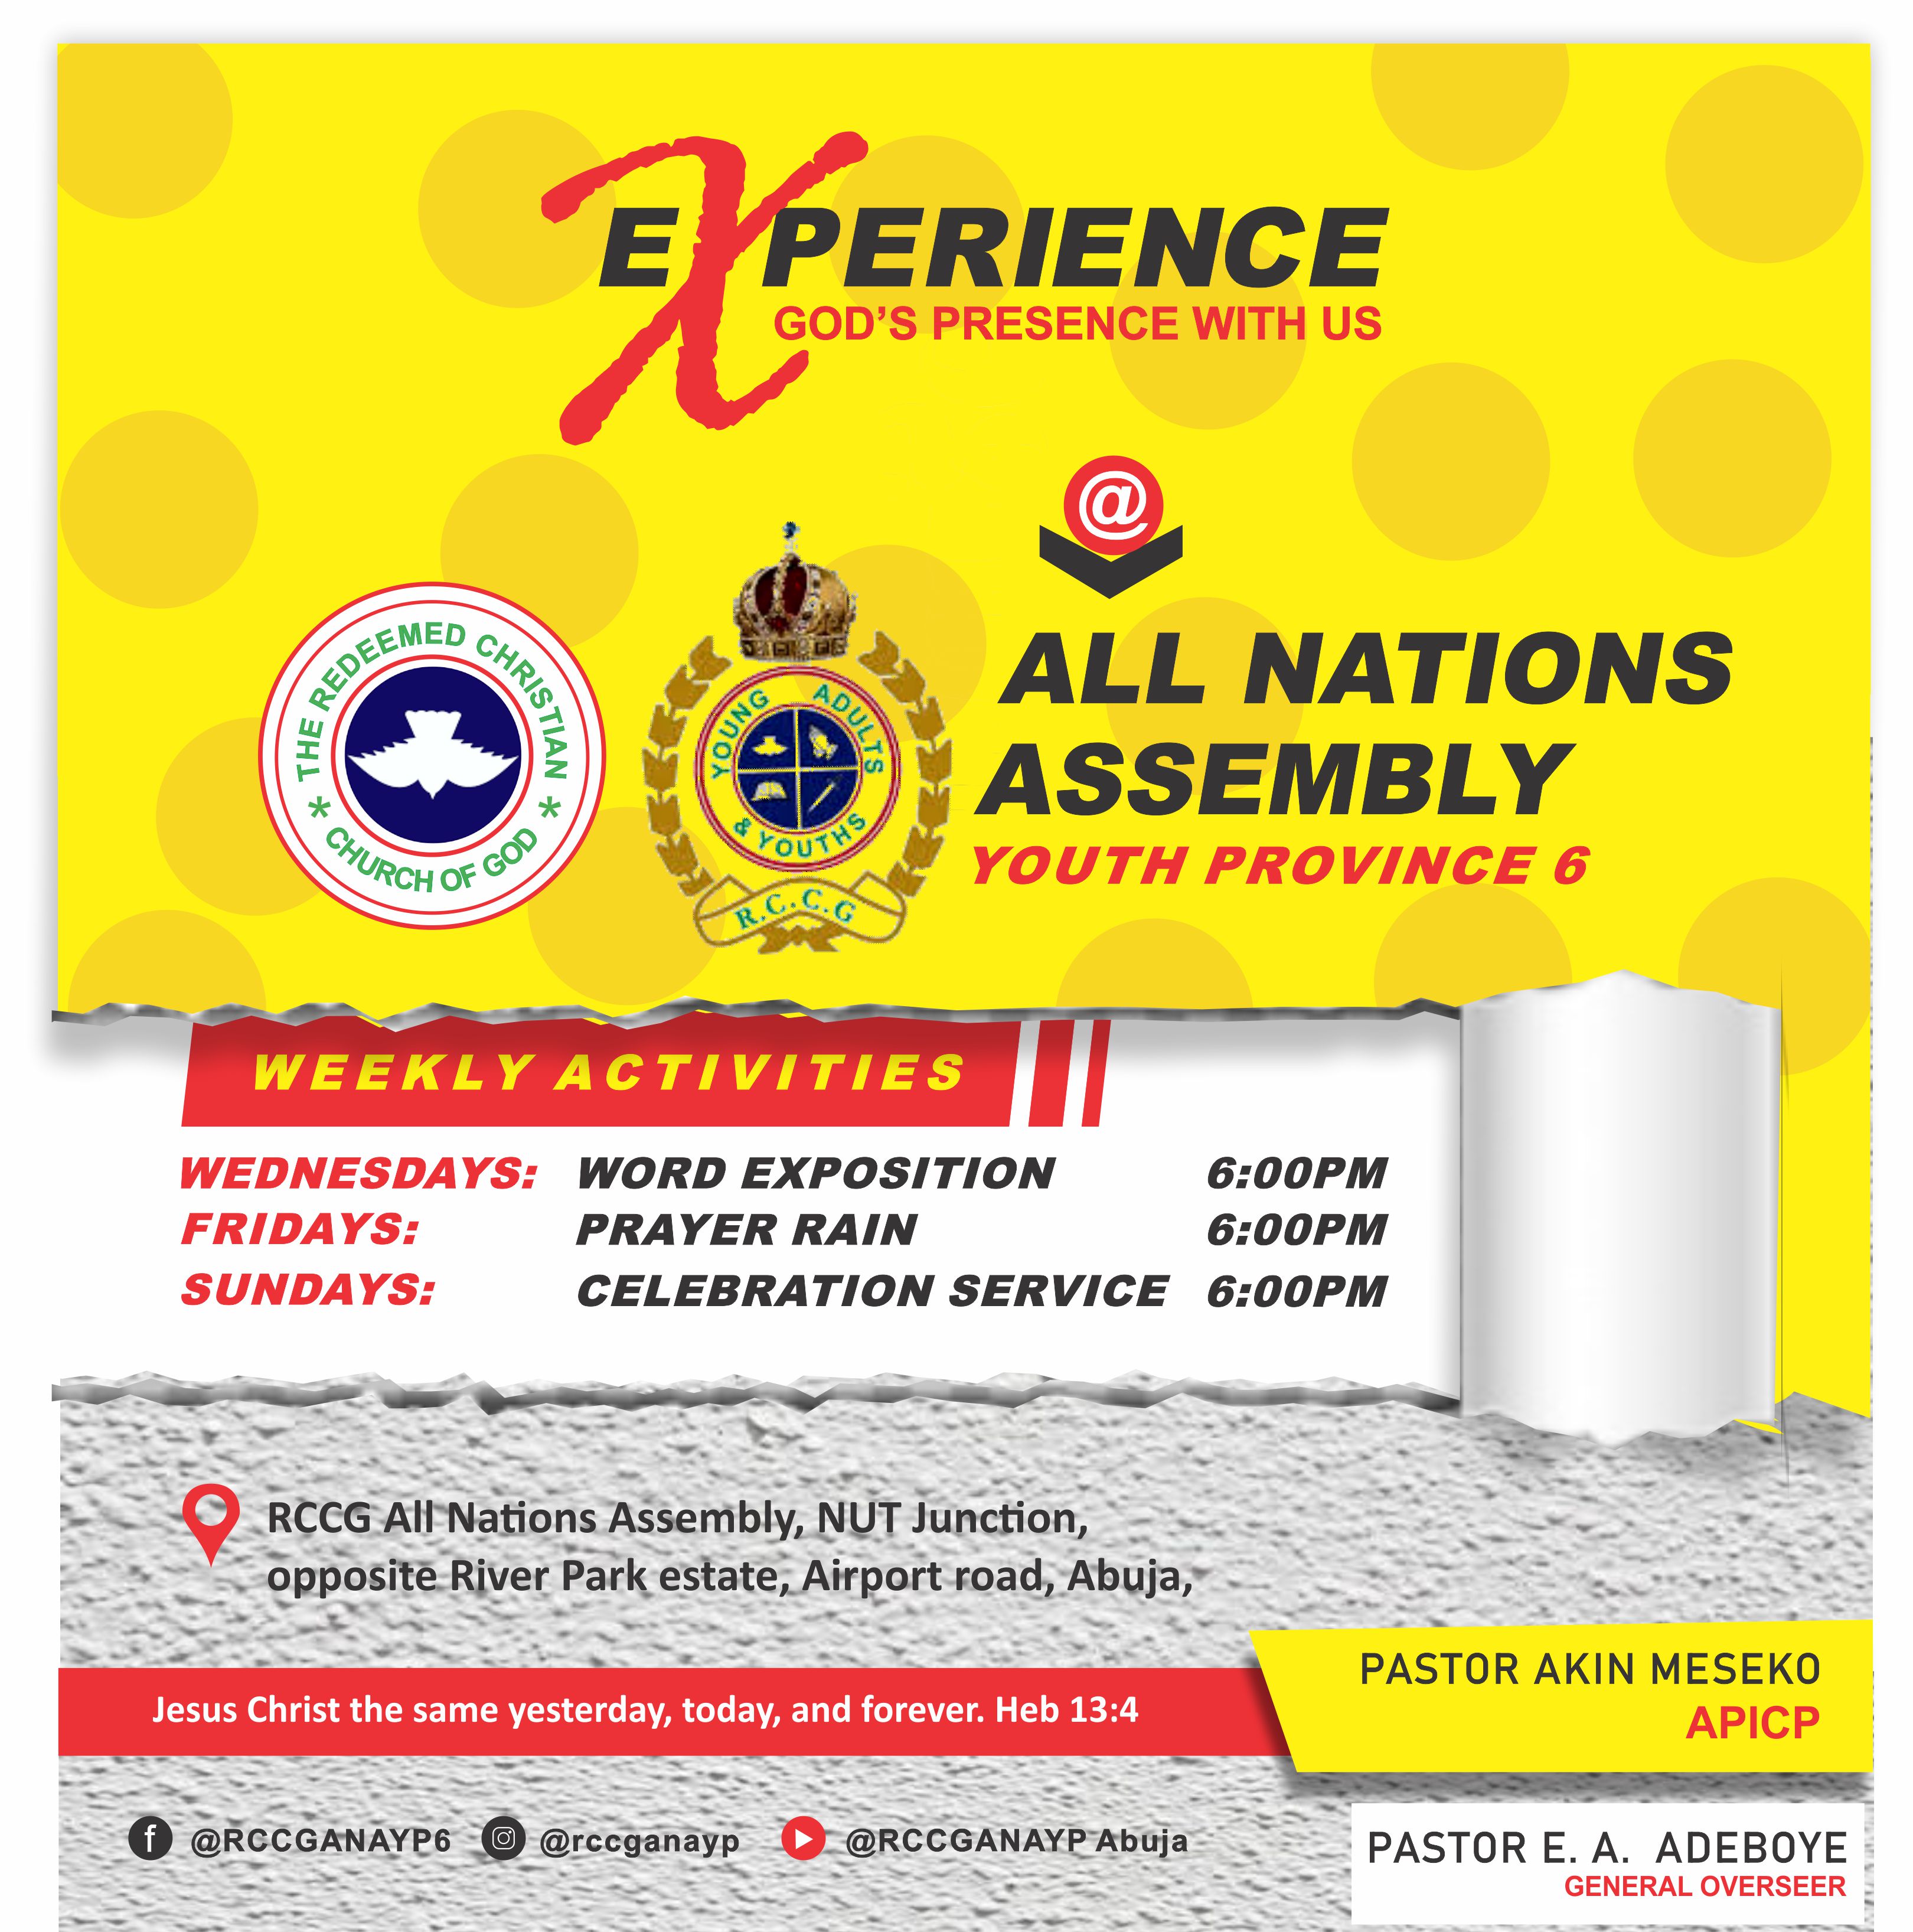 EXPERIENCE
GOD'S PRESENCE WITH US
@
THE REDEEMED CHRISTIAN
* CHURCH OF GOD *
YOUNG ADULTS
& YOUTHS
R.C.C.G
ALL NATIONS
ASSEMBLY
YOUTH PROVINCE 6
WEEKLY ACTIVITIES
WEDNESDAYS: WORD EXPOSITION 6:00PM
FRIDAYS: PRAYER RAIN 6:00PM
SUNDAYS: CELEBRATION SERVICE 6:00PM
RCCG All Nations Assembly, NUT Junction,
opposite River Park estate, Airport road, Abuja,
PASTOR AKIN MESEKO
APICP
Jesus Christ the same yesterday, today, and forever. Heb 13:4
f @RCCGANAYP6 @rccganayp @RCCGANAYP Abuja
PASTOR E. A. ADEBOYE
GENERAL OVERSEER